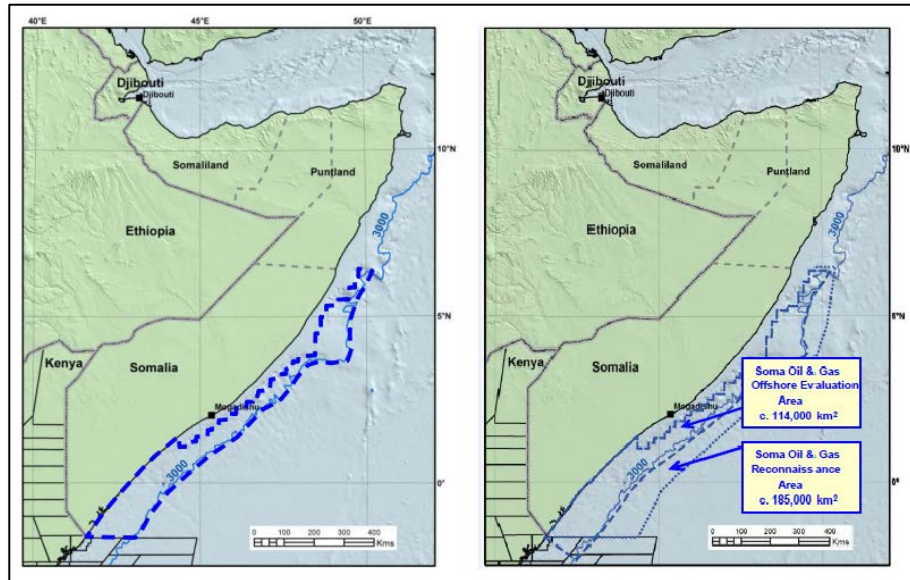 40°E 45° 50°E
Djibouti
Djibouti
10°N
Somaliland
Puntland
Ethiopia
3000
5°N
Kenya
Somalia
Mogadishu
3000
0°
0 100 200 300 400
Kms
Djibouti
Djibouti
10°N
Somaliland
Puntland
3000
Ethiopia
5°N
Kenya
Somalia
Soma Oil & Gas
Offshore Evaluation
Area
c. 114,000 km²
Mogadishu
Soma Oil & Gas
Reconnaissance
Area
c. 185,000 km²
3000
0°
0 100 200 300 400
Kms